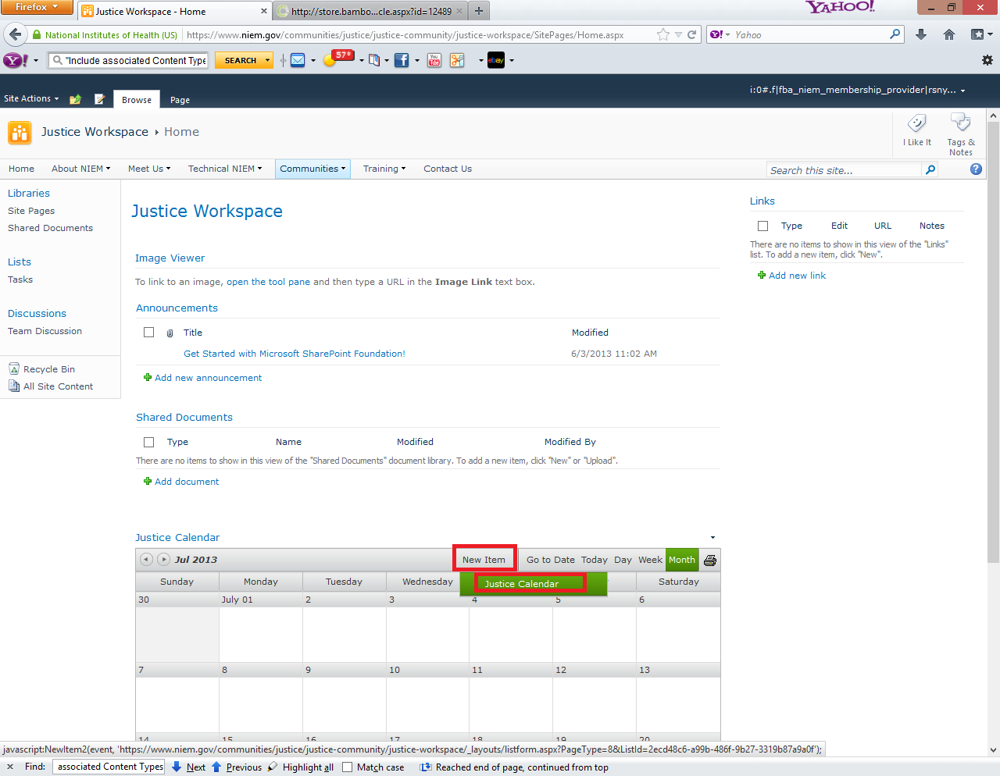 Firefox
Justice Workspace - Home
http://store.bambo...cle.aspx?id=12489
YAHOO!
National Institutes of Health (US)
https://www.niem.gov/communities/justice/justice-community/justice-workspace/SitePages/Home.aspx
Yahoo
"Include associated Content Type
SEARCH
57°
You Tube
ebay
Site Actions
Browse
Page
i:0#.f|fba_niem_membership_provider|rsny...
Justice Workspace
Home
I Like It
Tags &
Notes
Home
About NIEM
Meet Us
Technical NIEM
Communities
Training
Contact Us
Search this site...
Libraries
Site Pages
Shared Documents
Lists
Tasks
Discussions
Team Discussion
Recycle Bin
All Site Content
Justice Workspace
Image Viewer
To link to an image, open the tool pane and then type a URL in the Image Link text box.
Announcements
Title Modified
Get Started with Microsoft SharePoint Foundation! 6/3/2013 11:02 AM
Add new announcement
Shared Documents
Type Name Modified Modified By
There are no items to show in this view of the "Shared Documents" document library. To add a new item, click "New" or "Upload".
Add document
Links
Type Edit URL Notes
There are no items to show in this view of the "Links"
list. To add a new item, click "New".
Add new link
Justice Calendar
Jul 2013
New Item
Go to Date Today Day Week Month
Justice Calendar
Sunday Monday Tuesday Wednesday Saturday
30 July 01 2 3 4 5 6
7 8 9 10 11 12 13
14 15 16 17 18 19 20
javascript:NewItem2(event, 'https://www.niem.gov/communities/justice/justice-community/justice-workspace/_layouts/listform.aspx?PageType=8&ListId=2ecd48c6-a99b-486f-9b27-3319b87a9a0f');
Find: associated Content Types Next Previous Highlight all Match case Reached end of page, continued from top